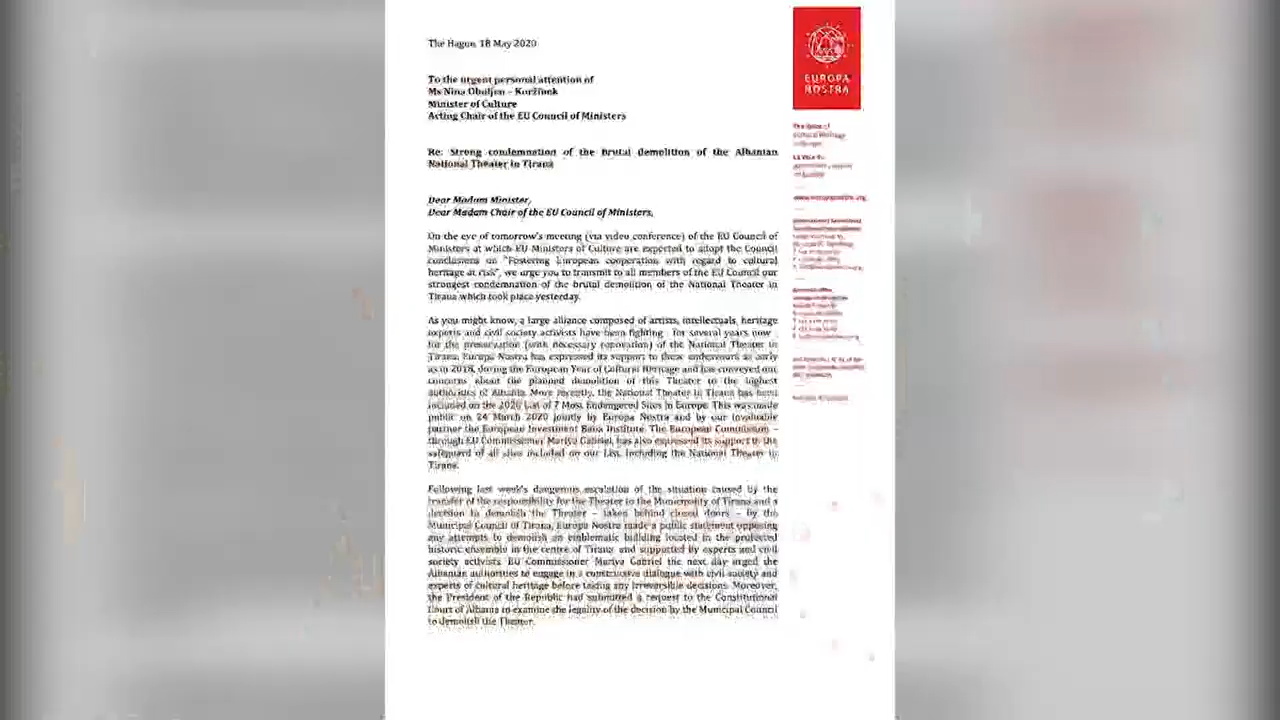 The Hague, 18 May 2020
To the urgent personal attention of
Ms Nina Obuljen – Koržinek
Minister of Culture
Acting Chair of the EU Council of Ministers
Re: Strong condemnation of the Brutal demolition of the Albanian
National Theater in Tirana
Dear Madam Minister,
Dear Madam Chair of the EU Council of Ministers,
On the eve of tomorrow's meeting (via video conference) of the EU Council of
Ministers at which EU Ministers of Culture are expected to adopt the Council
conclusions on "Fostering European cooperation with regard to cultural
heritage at risk", we urge you to transmit to all members of the EU Council our
strongest condemnation of the brutal demolition of the National Theater in
Tirana which took place yesterday.
As you might know, a large alliance composed of artists, intellectuals, heritage
experts and civil society activists have been fighting - for several years now -
for the preservation (with necessary renovation) of the National Theater in
Tirana. Europa Nostra has expressed its support to these endeavours as early
as in 2018, during the European Year of Cultural Heritage and has conveyed our
concerns about the planned demolition of this Theater to the highest
authorities of Albania. More recently, the National Theater in Tirana has been
included on the 2020 List of 7 Most Endangered Sites in Europe. This was made
public on 24 March 2020 jointly by Europa Nostra and by our invaluable
partner the European Investment Bank Institute. The European Commission –
through EU Commissioner Mariya Gabriel, has also expressed its support to the
safeguard of all sites included on our List, including the National Theater in
Tirana.
Following last week's dangerous escalation of the situation caused by the
transfer of the responsibility for the Theater to the Municipality of Tirana and a
decision to demolish the Theater – taken behind closed doors – by the
Municipal Council of Tirana, Europa Nostra made a public statement opposing
any attempts to demolish an emblematic building located in the protected
historic ensemble in the centre of Tirana and supported by experts and civil
society activists. EU Commissioner Mariya Gabriel the next day urged the
Albanian authorities to engage in a constructive dialogue with civil society and
experts of cultural heritage before taking any irreversible decisions. Moreover,
the President of the Republic had submitted a request to the Constitutional
Court of Albania to examine the legality of the decision by the Municipal Council
to demolish the Theater.
EUROPA
NOSTRA